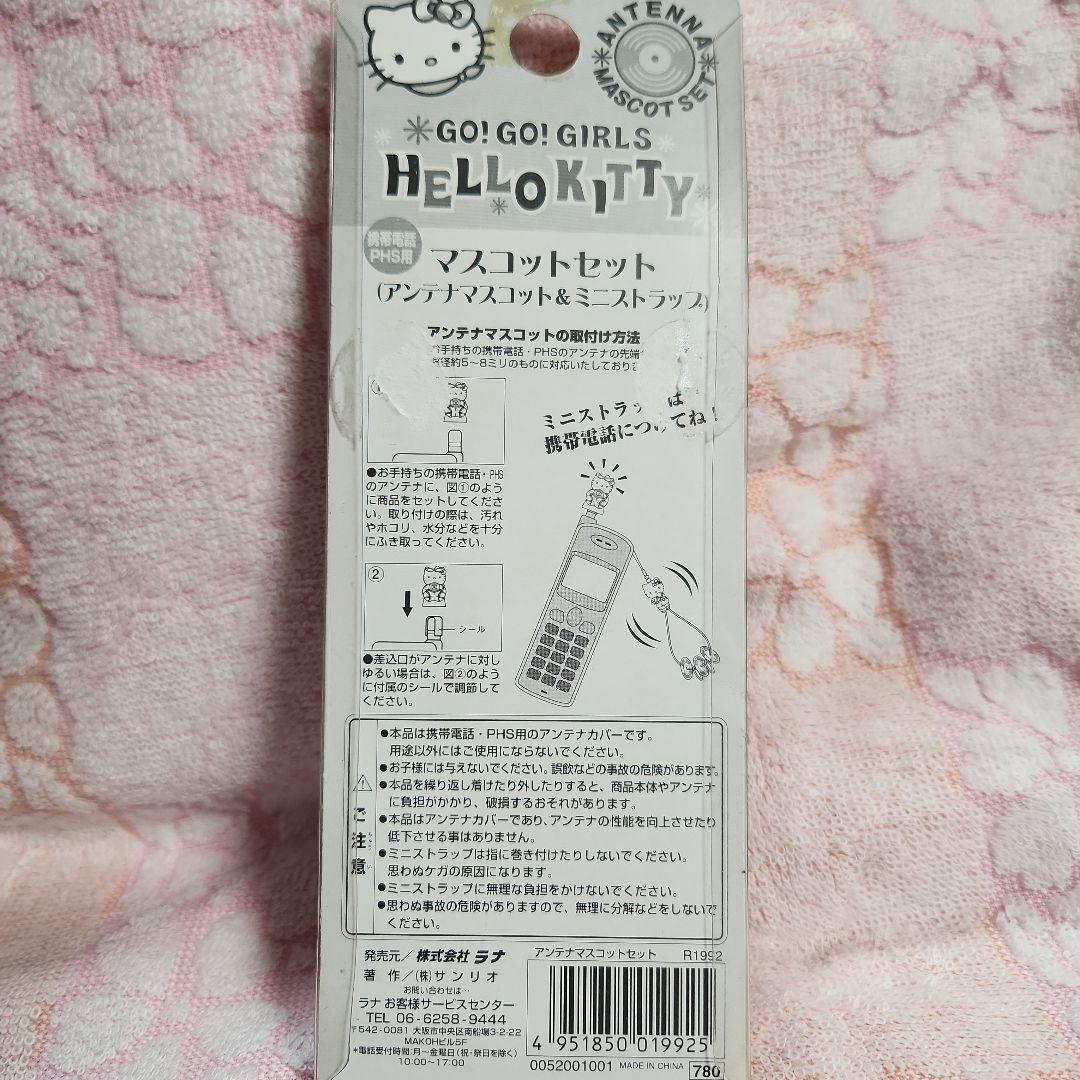 *ANTENNA*
MASCOT SET
GO! GO! GIRLS
HELLO KITTY
携帯電話
PHS用
マスコットセット
(アンテナマスコット&ミニストラップ)
アンテナマスコットの取付け方法
お手持ちの携帯電話・PHSのアンテナの先端
径約5～8ミリのものに対応いたしており
ミニストラッ は
携帯電話につ てね!
●お手持ちの携帯電話・PHS
のアンテナに、図①のよう
に商品をセットしてくださ
い。取り付けの際は、汚れ
やホコリ、水分などを十分
にふき取ってください。
②
シール
●差込口がアンテナに対し
ゆるい場合は、図②のよう
に付属のシールで調節して
ください。
⚠ご注意
ちゅうい
●本品は携帯電話・PHS用のアンテナカバーです。
用途以外にはご使用にならないでください。
●お子様には与えないでください。誤飲などの事故の危険があります。
●本品を繰り返し着けたり外したりすると、商品本体やアンテナ
に負担がかかり、破損するおそれがあります。
●本品はアンテナカバーであり、アンテナの性能を向上させたり
低下させる事はありません。
●ミニストラップは指に巻き付けたりしないでください。
思わぬケガの原因になります。
●ミニストラップに無理な負担をかけないでください。
●思わぬ事故の危険がありますので、無理に分解などをしないで
ください。
発売元／株式会社 ラナ
著 作／(株)サンリオ
お問い合わせは…
ラナ お客様サービスセンター
TEL 06-6258-9444
〒542-0081 大阪市中央区南船場3-2-22
MAKOHビル5F
*電話受付時間:月～金曜日(祝・祭日を除く)
10:00～17:00
アンテナマスコットセット R1992
4 951850 019925
0052001001 MADE IN CHINA 780